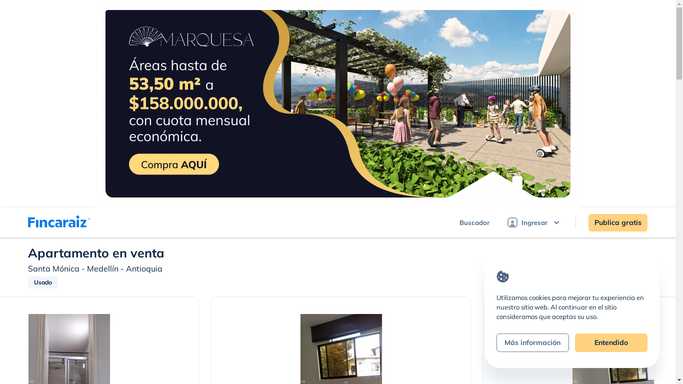 MARQUESA
Áreas hasta de
53,50 m² a
$158.000.000,
con cuota mensual
económica.
Compra AQUÍ
Fincaraiz
Buscador
Ingresar
Publica gratis
Apartamento en venta
Santa Mónica - Medellín - Antioquia
Usado
Utilizamos cookies para mejorar tu experiencia en
nuestro sitio web. Al continuar en el sitio
consideramos que aceptas su uso.
Más información
Entendido